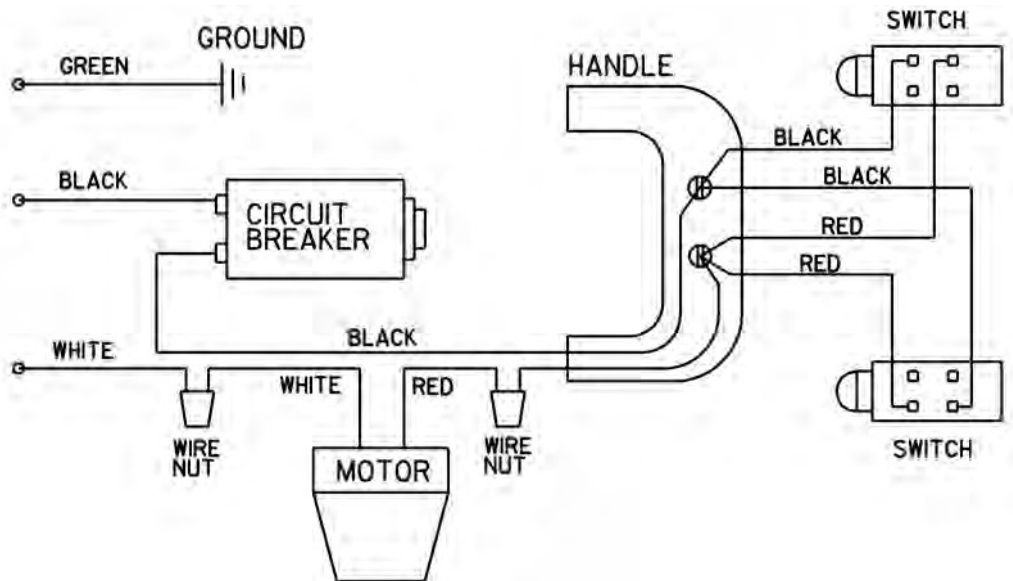 SWITCH
GROUND
GREEN
HANDLE
BLACK
BLACK
BLACK
CIRCUIT
BREAKER
RED
RED
BLACK
WHITE
WHITE
RED
WIRE
NUT
WIRE
NUT
MOTOR
SWITCH